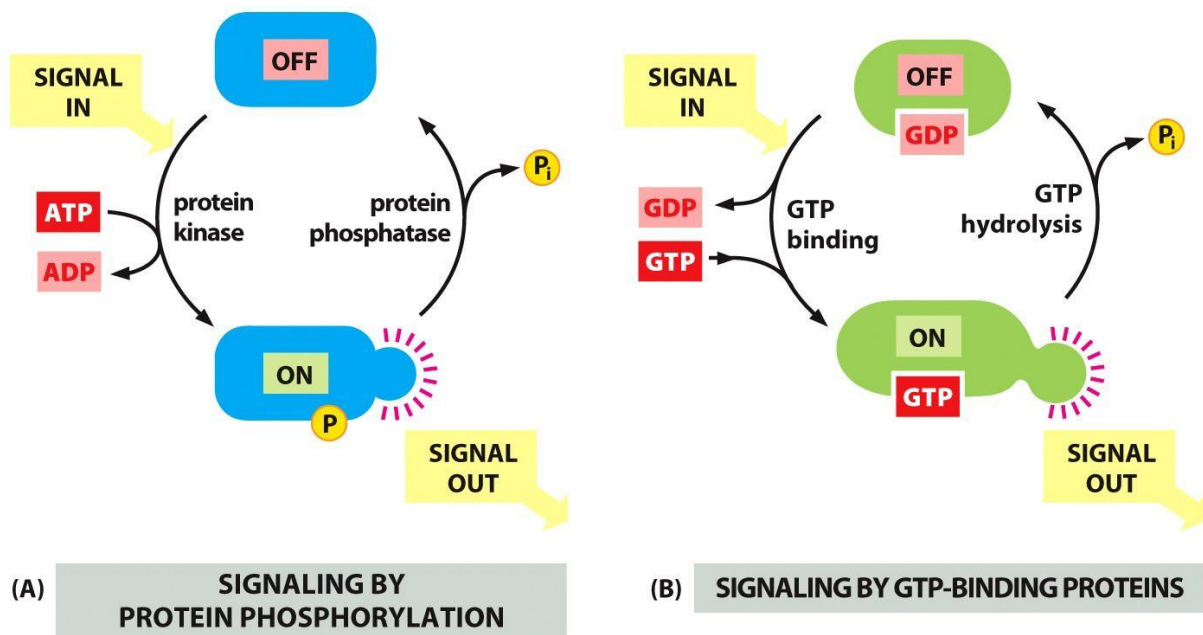 SIGNAL
IN
OFF
ATP
ADP
protein
kinase
protein
phosphatase
Pi
ON
P
SIGNAL
OUT
(A) SIGNALING BY
PROTEIN PHOSPHORYLATION
SIGNAL
IN
OFF
GDP
GDP
GTP
GTP
binding
GTP
hydrolysis
Pi
ON
GTP
SIGNAL
OUT
(B) SIGNALING BY GTP-BINDING PROTEINS